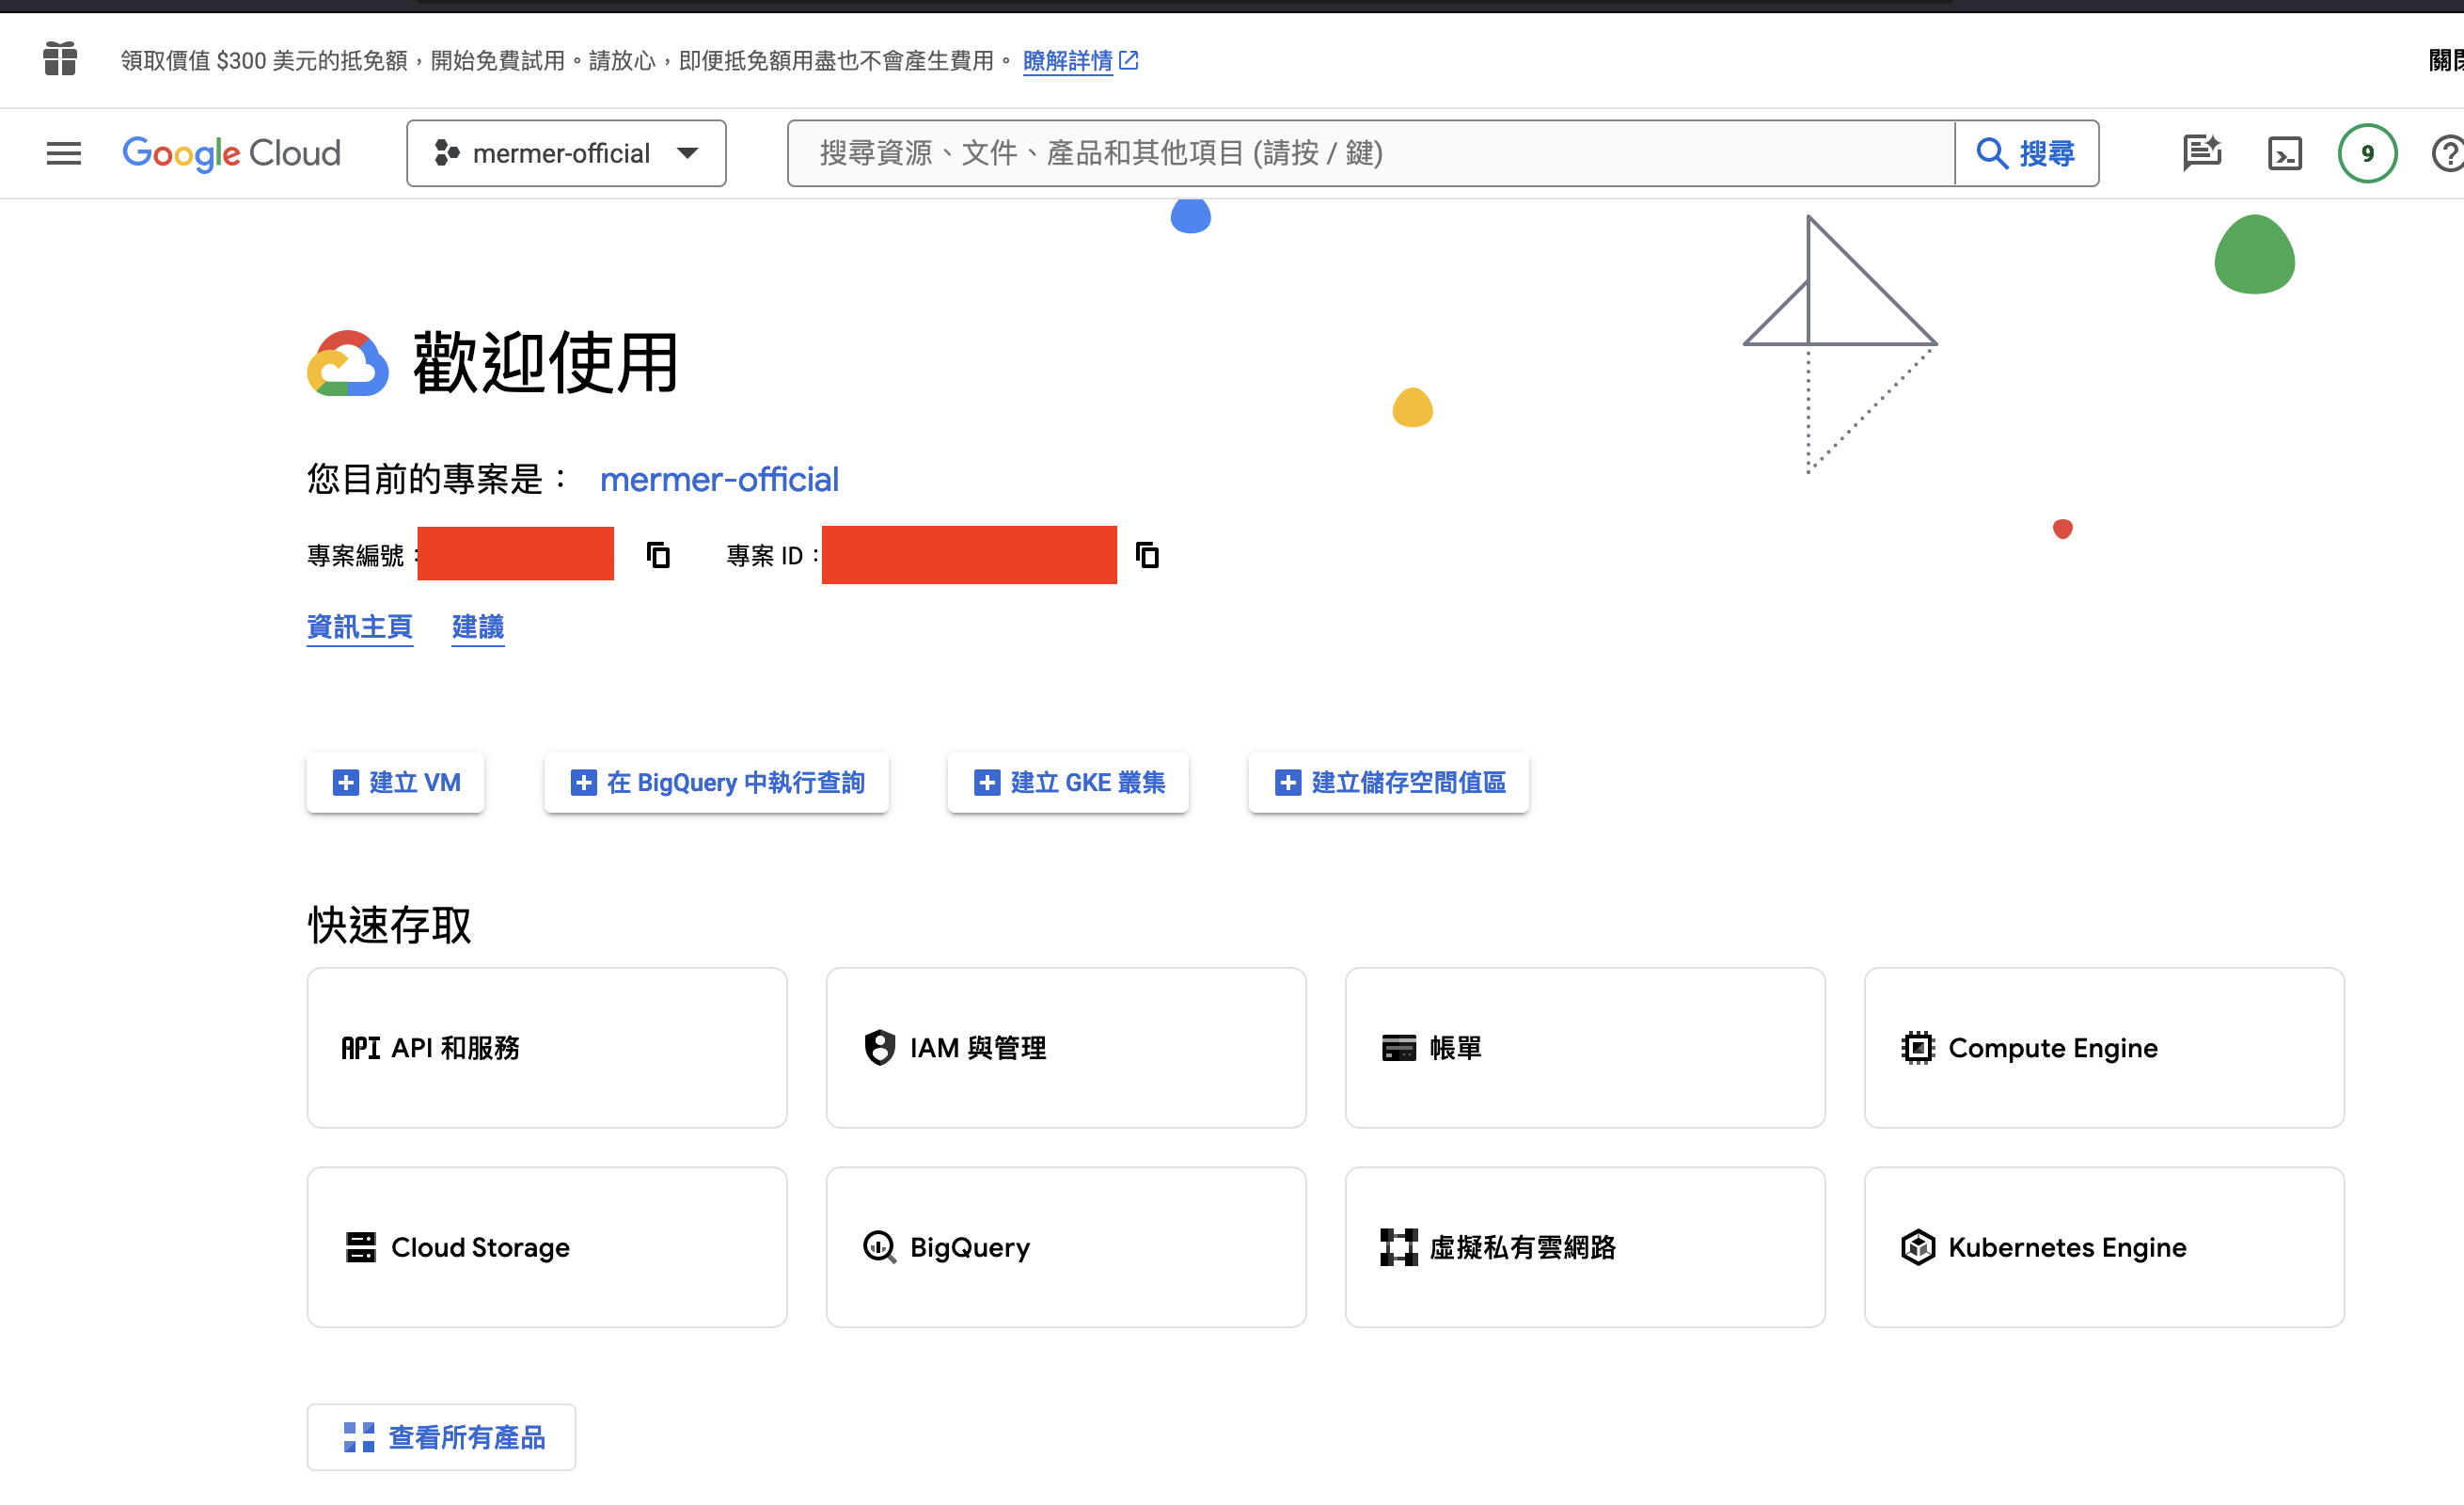 領取價值 $300 美元的抵免額，開始免費試用。請放心，即便抵免額用盡也不會產生費用。 瞭解詳情
Google Cloud
mermer-official
搜尋資源、文件、產品和其他項目 (請按 / 鍵)
搜尋
9
歡迎使用
您目前的專案是： mermer-official
專案編號： 專案 ID：
資訊主頁 建議
建立 VM
在 BigQuery 中執行查詢
建立 GKE 叢集
建立儲存空間值區
快速存取
API API 和服務
IAM 與管理
帳單
Compute Engine
Cloud Storage
BigQuery
虛擬私有雲網路
Kubernetes Engine
查看所有產品